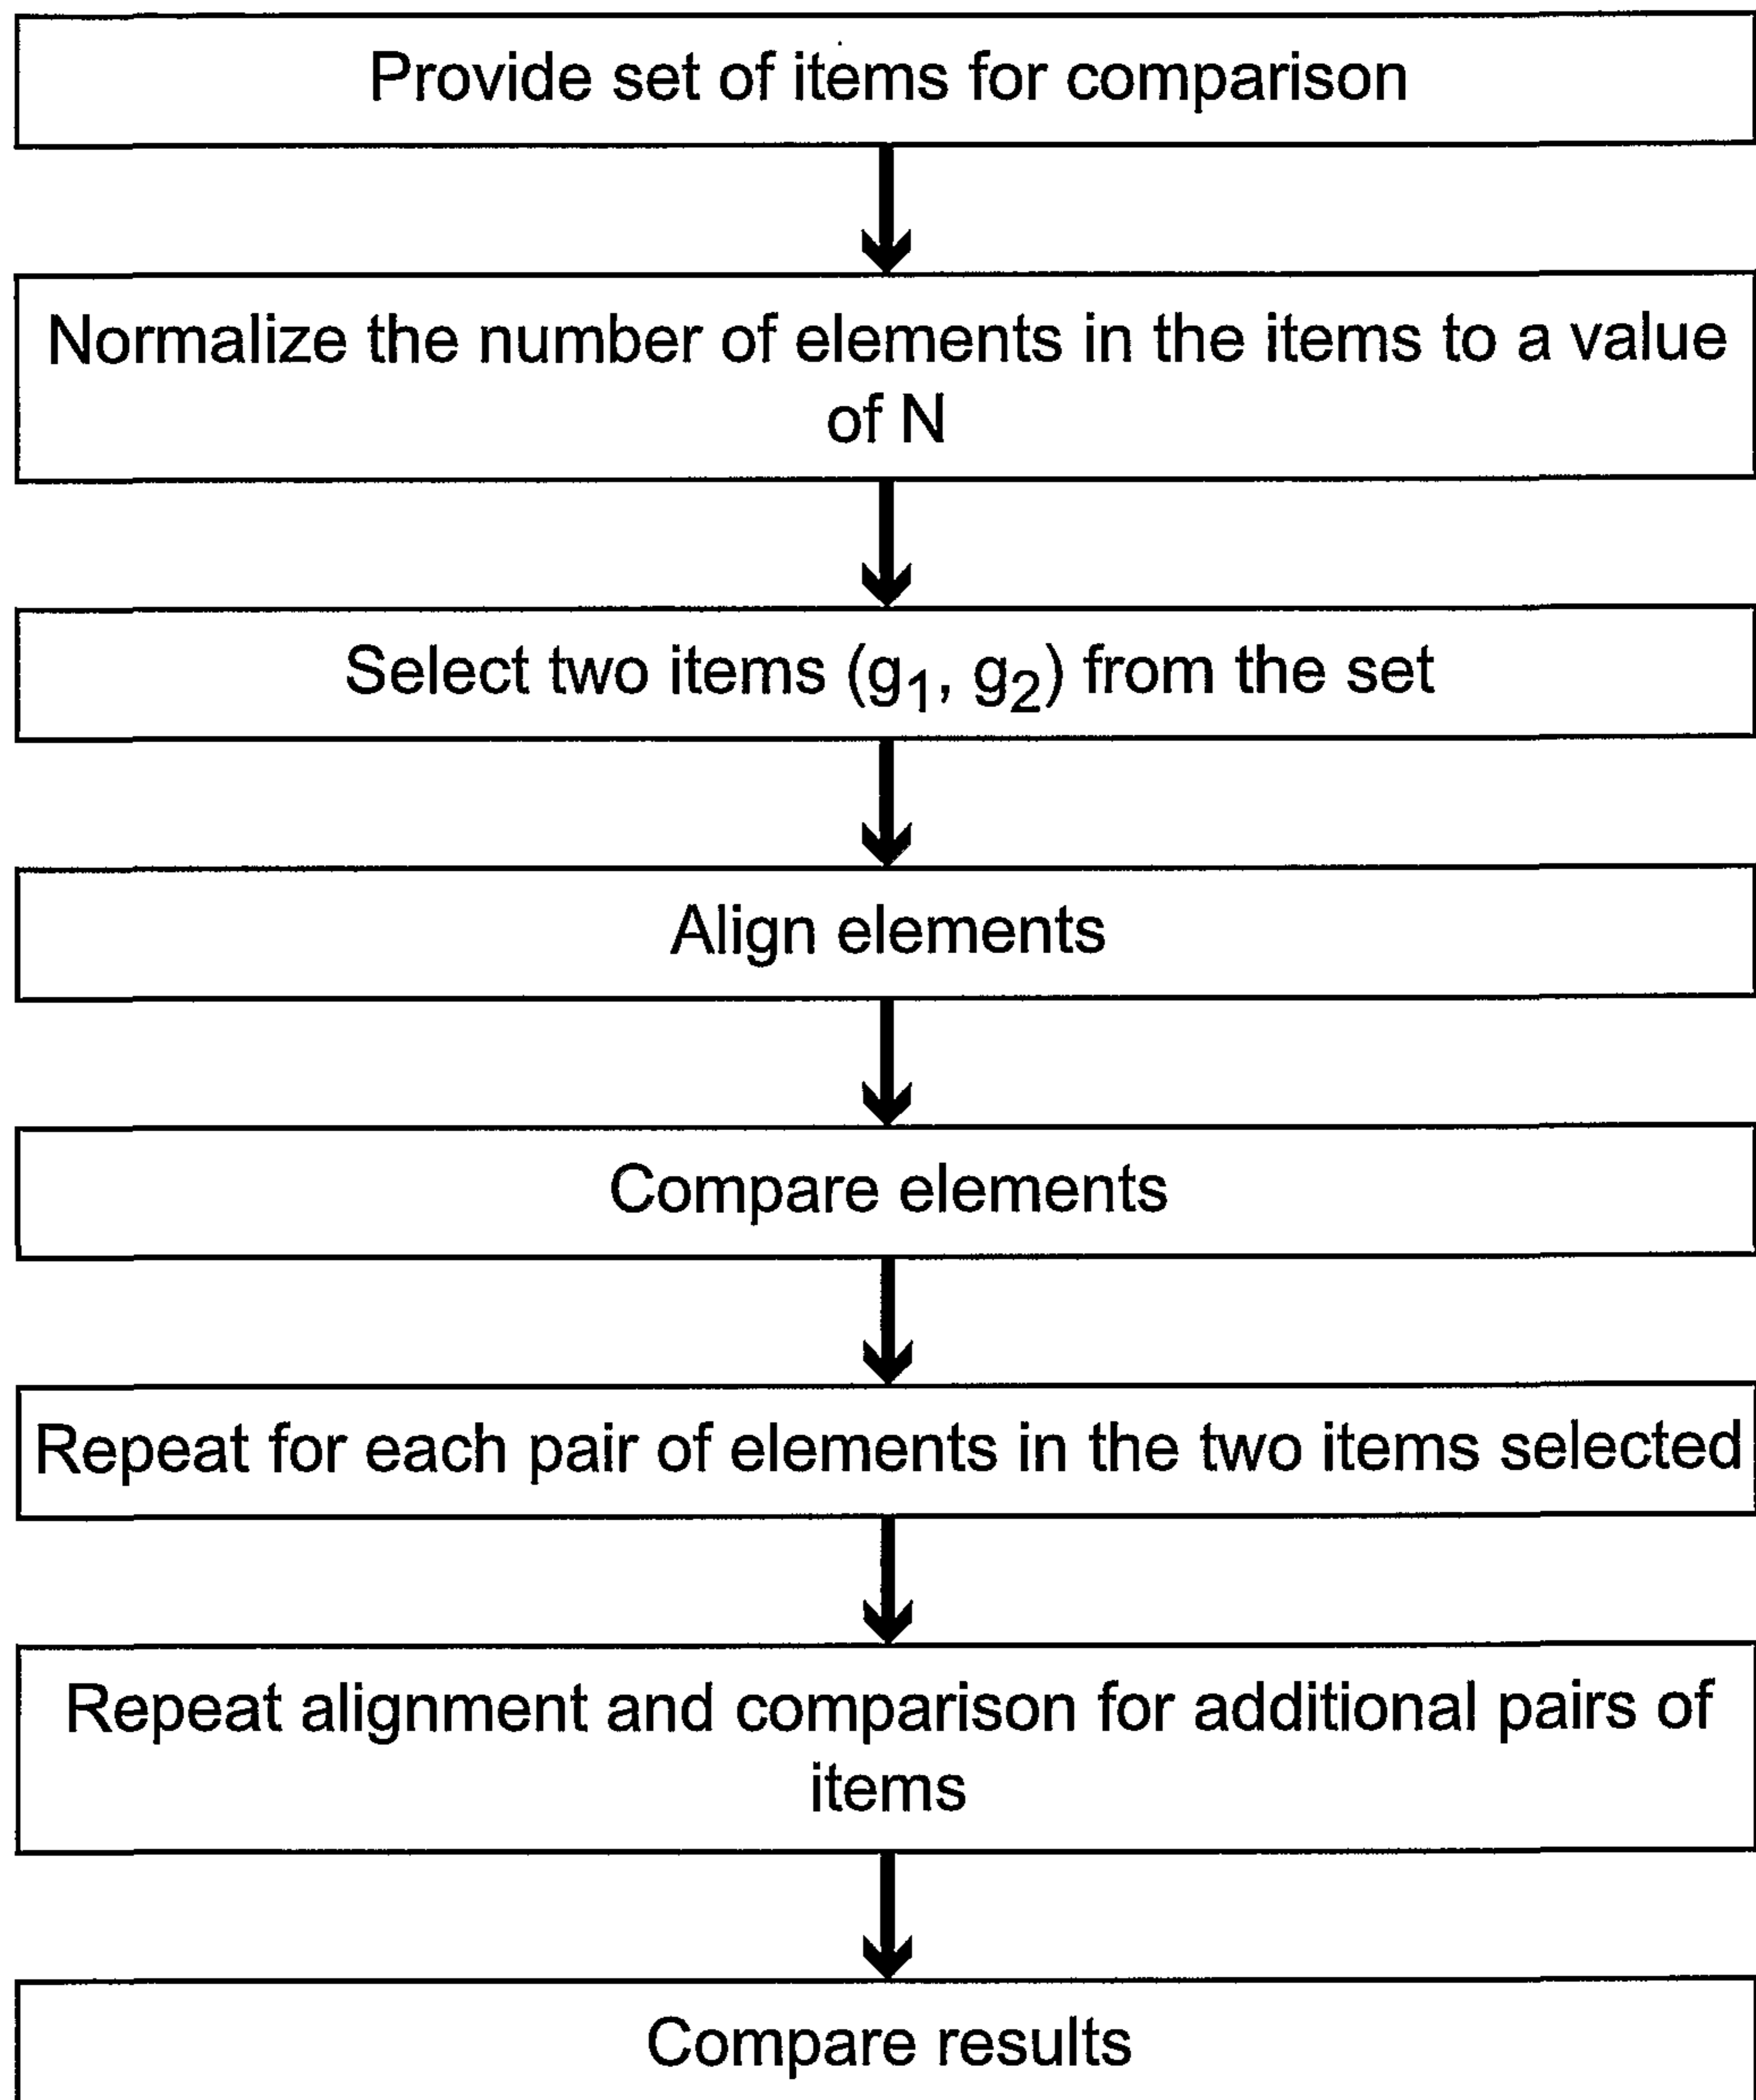 Provide set of items for comparison
Normalize the number of elements in the items to a value
of N
Select two items (g₁, g₂) from the set
Align elements
Compare elements
Repeat for each pair of elements in the two items selected
Repeat alignment and comparison for additional pairs of
items
Compare results